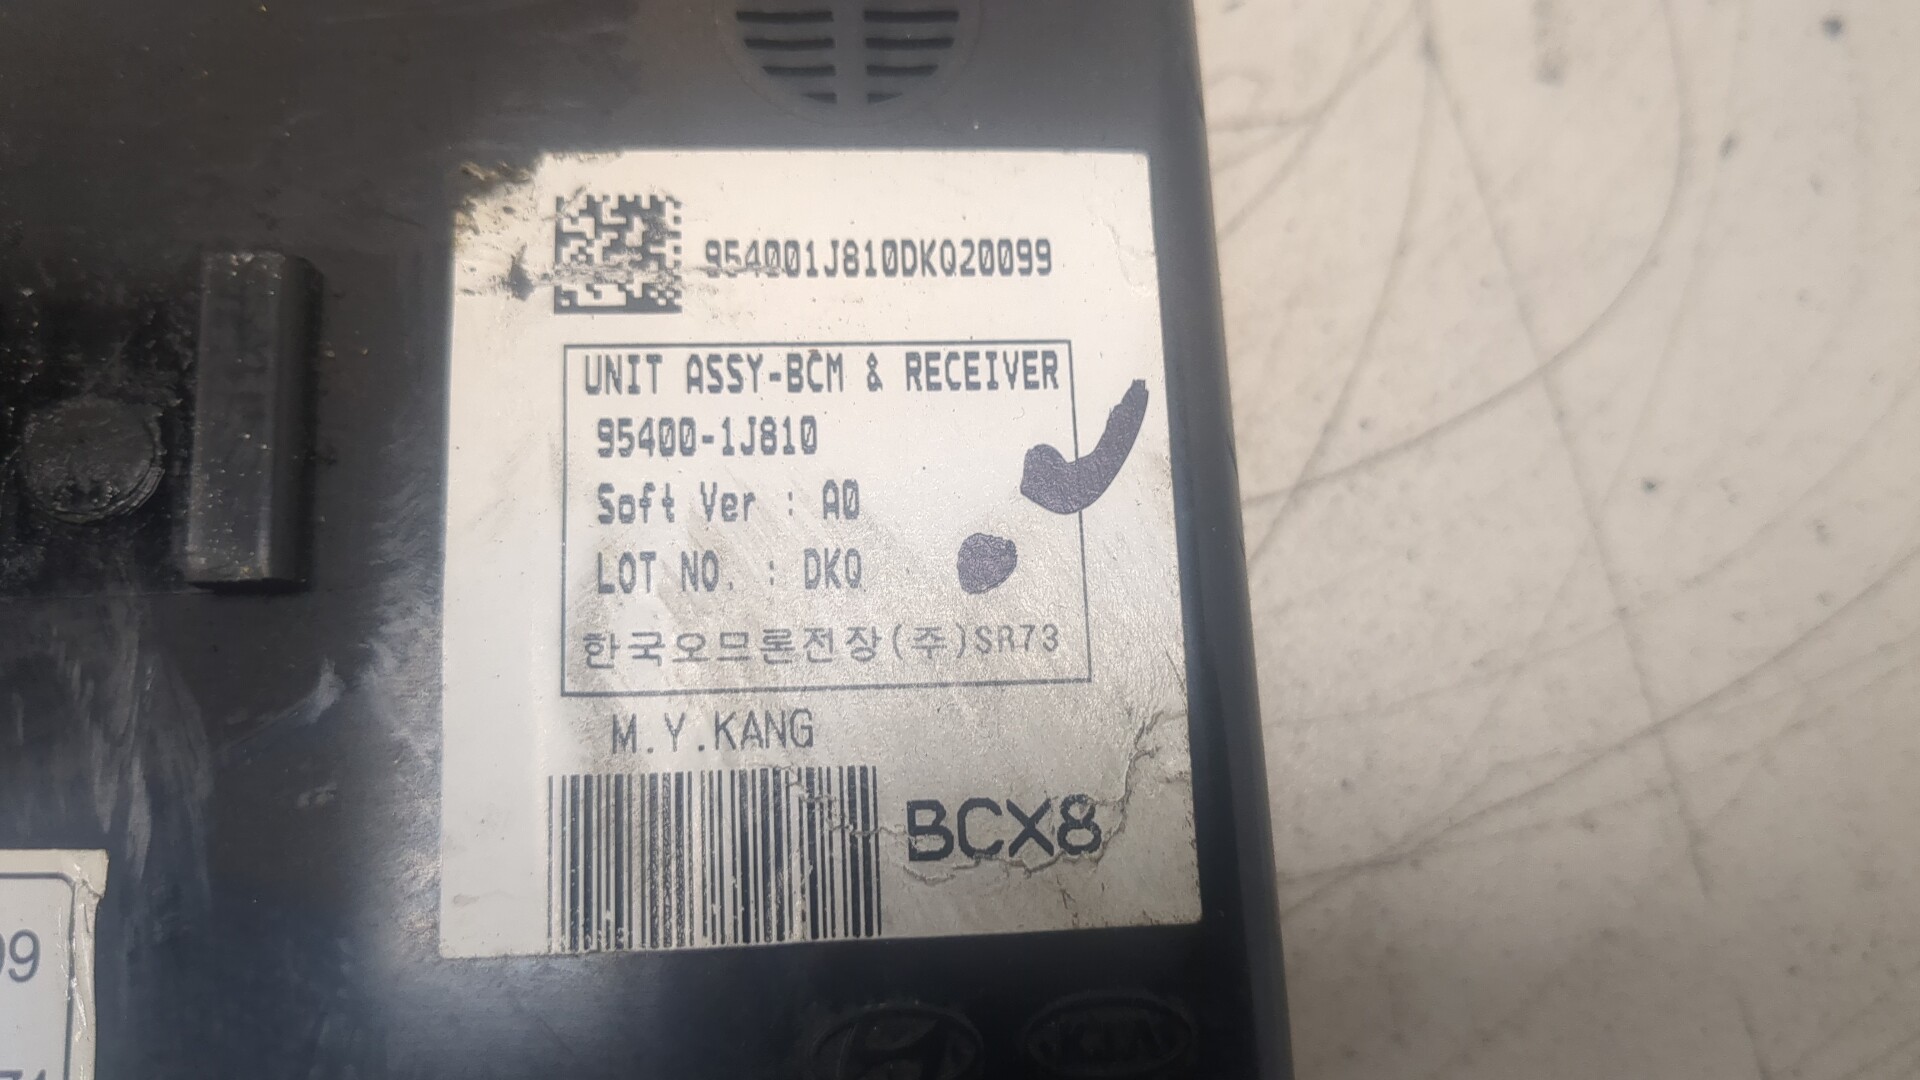 954001J810DKQ20099
UNIT ASSY-BCM & RECEIVER
95400-1J810
Soft Ver : A0
LOT NO. : DKQ
한국오므론전장(주)SR73
M.Y.KANG
BCX8
KIA